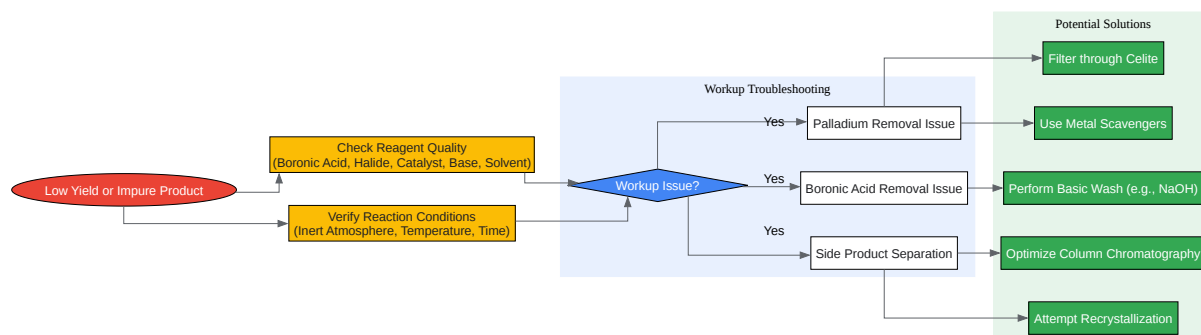 Potential Solutions
Filter through Celite
Workup Troubleshooting
Yes
Palladium Removal Issue
Use Metal Scavengers
Check Reagent Quality
(Boronic Acid, Halide, Catalyst, Base, Solvent)
Low Yield or Impure Product
Workup Issue?
Yes
Boronic Acid Removal Issue
Perform Basic Wash (e.g., NaOH)
Verify Reaction Conditions
(Inert Atmosphere, Temperature, Time)
Yes
Side Product Separation
Optimize Column Chromatography
Attempt Recrystallization